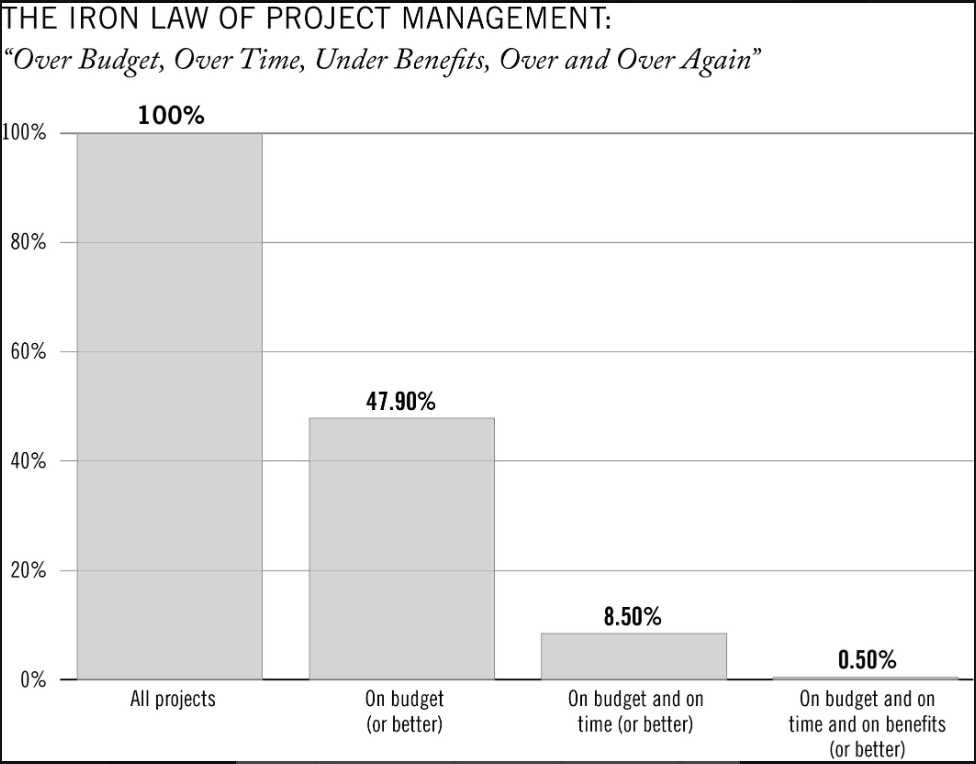 THE IRON LAW OF PROJECT MANAGEMENT:
“Over Budget, Over Time, Under Benefits, Over and Over Again”
100%
100%
80%
60%
47.90%
40%
20%
8.50%
0.50%
0%
All projects
On budget
(or better)
On budget and on
time (or better)
On budget and on
time and on benefits
(or better)